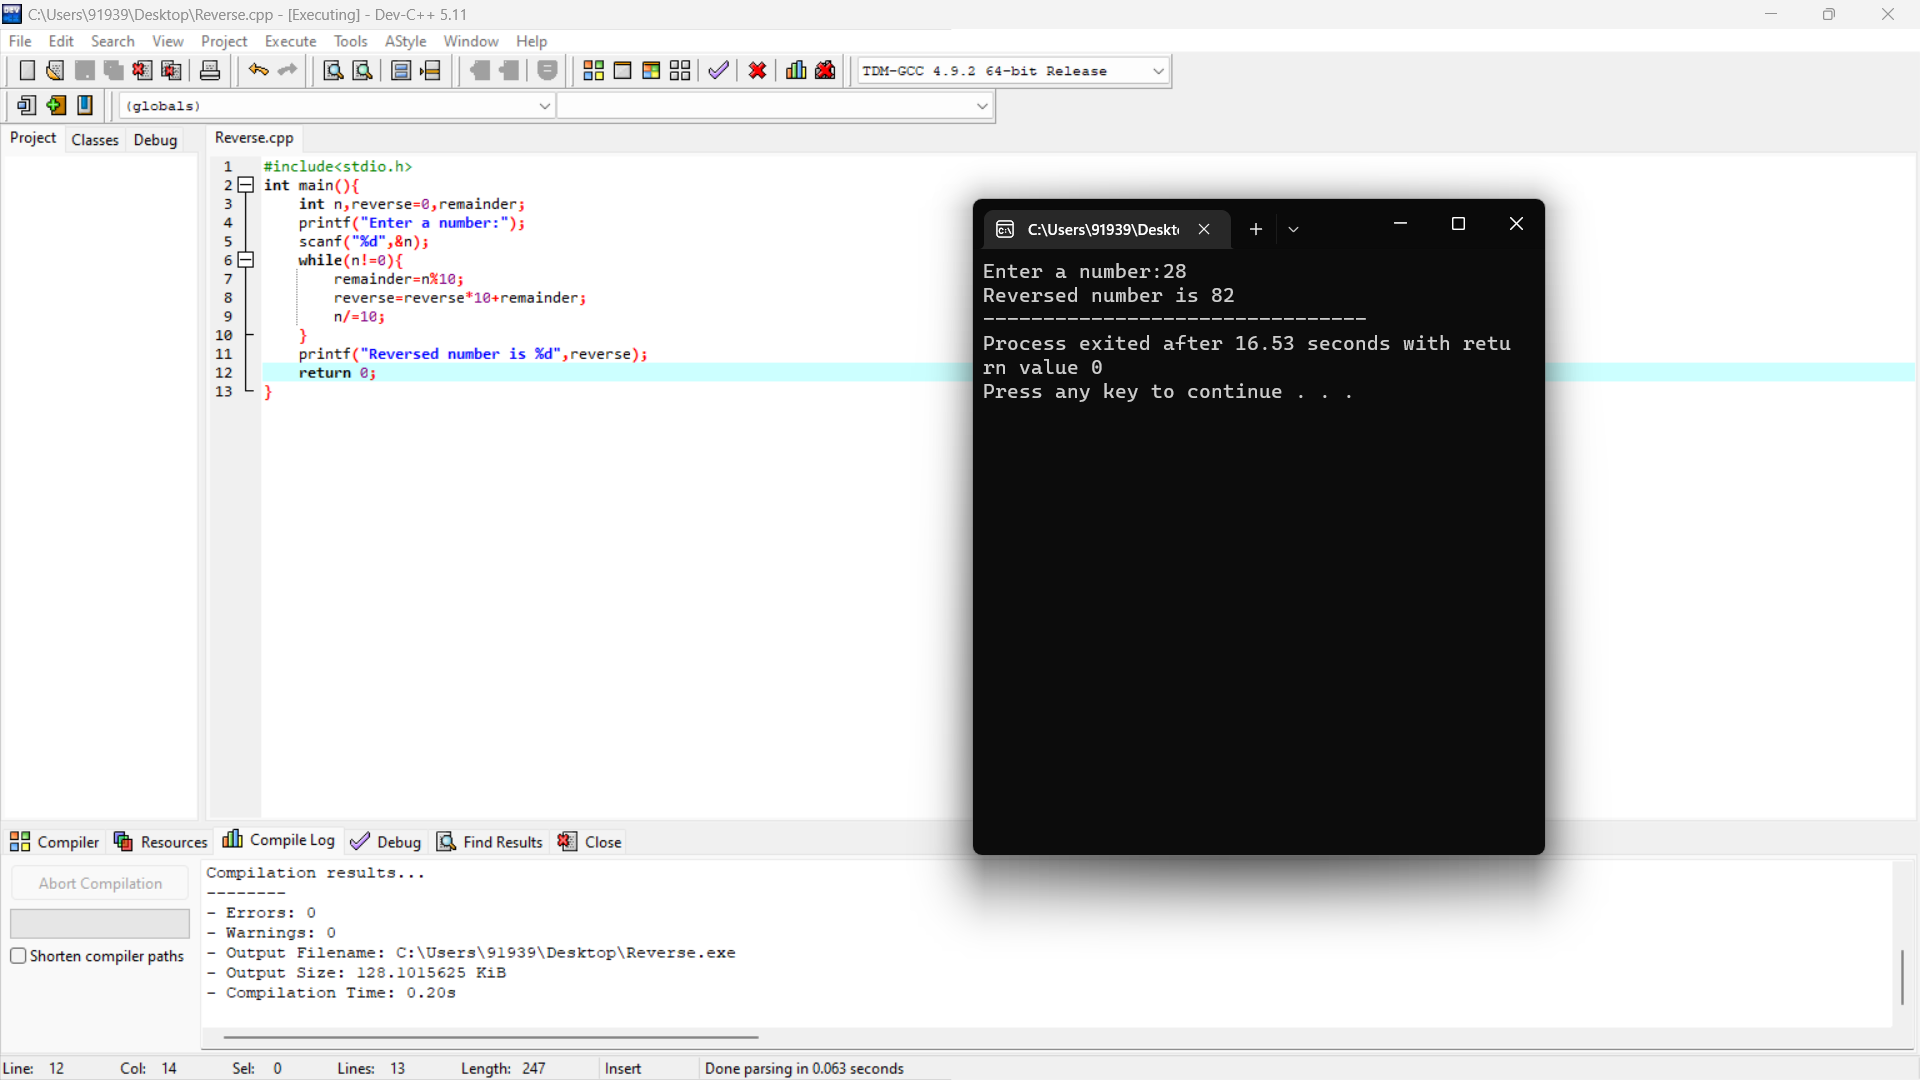 C:\Users\91939\Desktop\Reverse.cpp - [Executing] - Dev-C++ 5.11
File Edit Search View Project Execute Tools AStyle Window Help
TDM-GCC 4.9.2 64-bit Release
(globals)
Project Classes Debug
Reverse.cpp
1 #include<stdio.h>
2 int main(){
3 int n,reverse=0,remainder;
4 printf("Enter a number:");
5 scanf("%d",&n);
6 while(n!=0){
7 remainder=n%10;
8 reverse=reverse*10+remainder;
9 n/=10;
10 }
11 printf("Reversed number is %d",reverse);
12 return 0;
13 }
C:\Users\91939\Deskt
Enter a number:28
Reversed number is 82
--------------------------------
Process exited after 16.53 seconds with retu
rn value 0
Press any key to continue . . .
Compiler Resources Compile Log Debug Find Results Close
Abort Compilation
Shorten compiler paths
Compilation results...
--------
- Errors: 0
- Warnings: 0
- Output Filename: C:\Users\91939\Desktop\Reverse.exe
- Output Size: 128.1015625 KiB
- Compilation Time: 0.20s
Line: 12 Col: 14 Sel: 0 Lines: 13 Length: 247 Insert Done parsing in 0.063 seconds